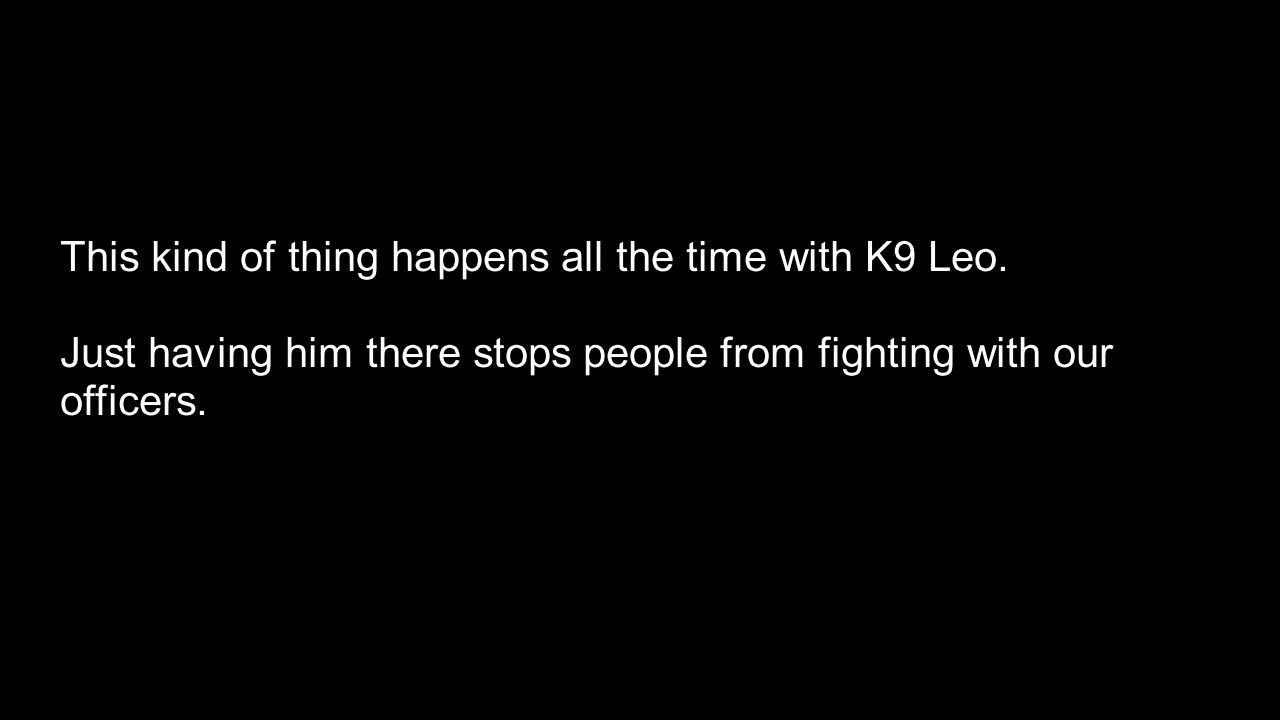 This kind of thing happens all the time with K9 Leo.
Just having him there stops people from fighting with our
officers.